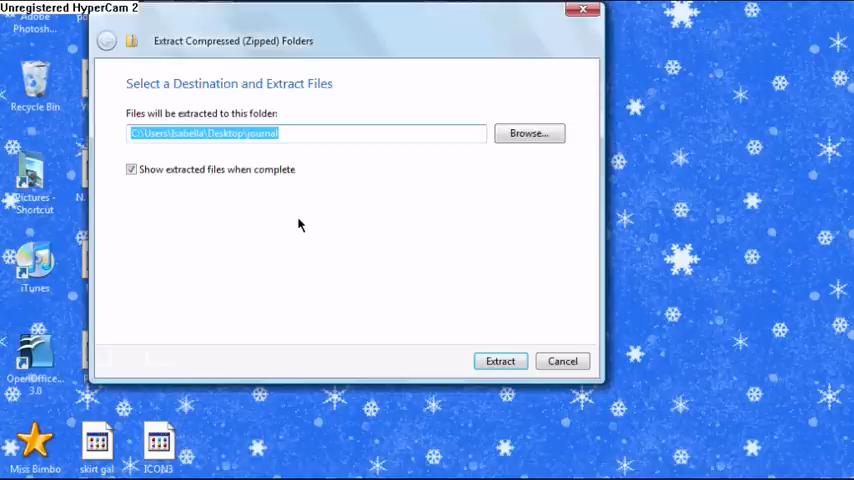 Unregistered HyperCam 2
Adobe
Photosh...
Extract Compressed (Zipped) Folders
Select a Destination and Extract Files
Files will be extracted to this folder:
C:\Users\Isabella\Desktop\journal
Browse...
Show extracted files when complete
Recycle Bin
Pictures -
Shortcut
N.
iTunes
OpenOffice....
3.0
Extract
Cancel
Miss Bimbo
skirt gal
ICON3